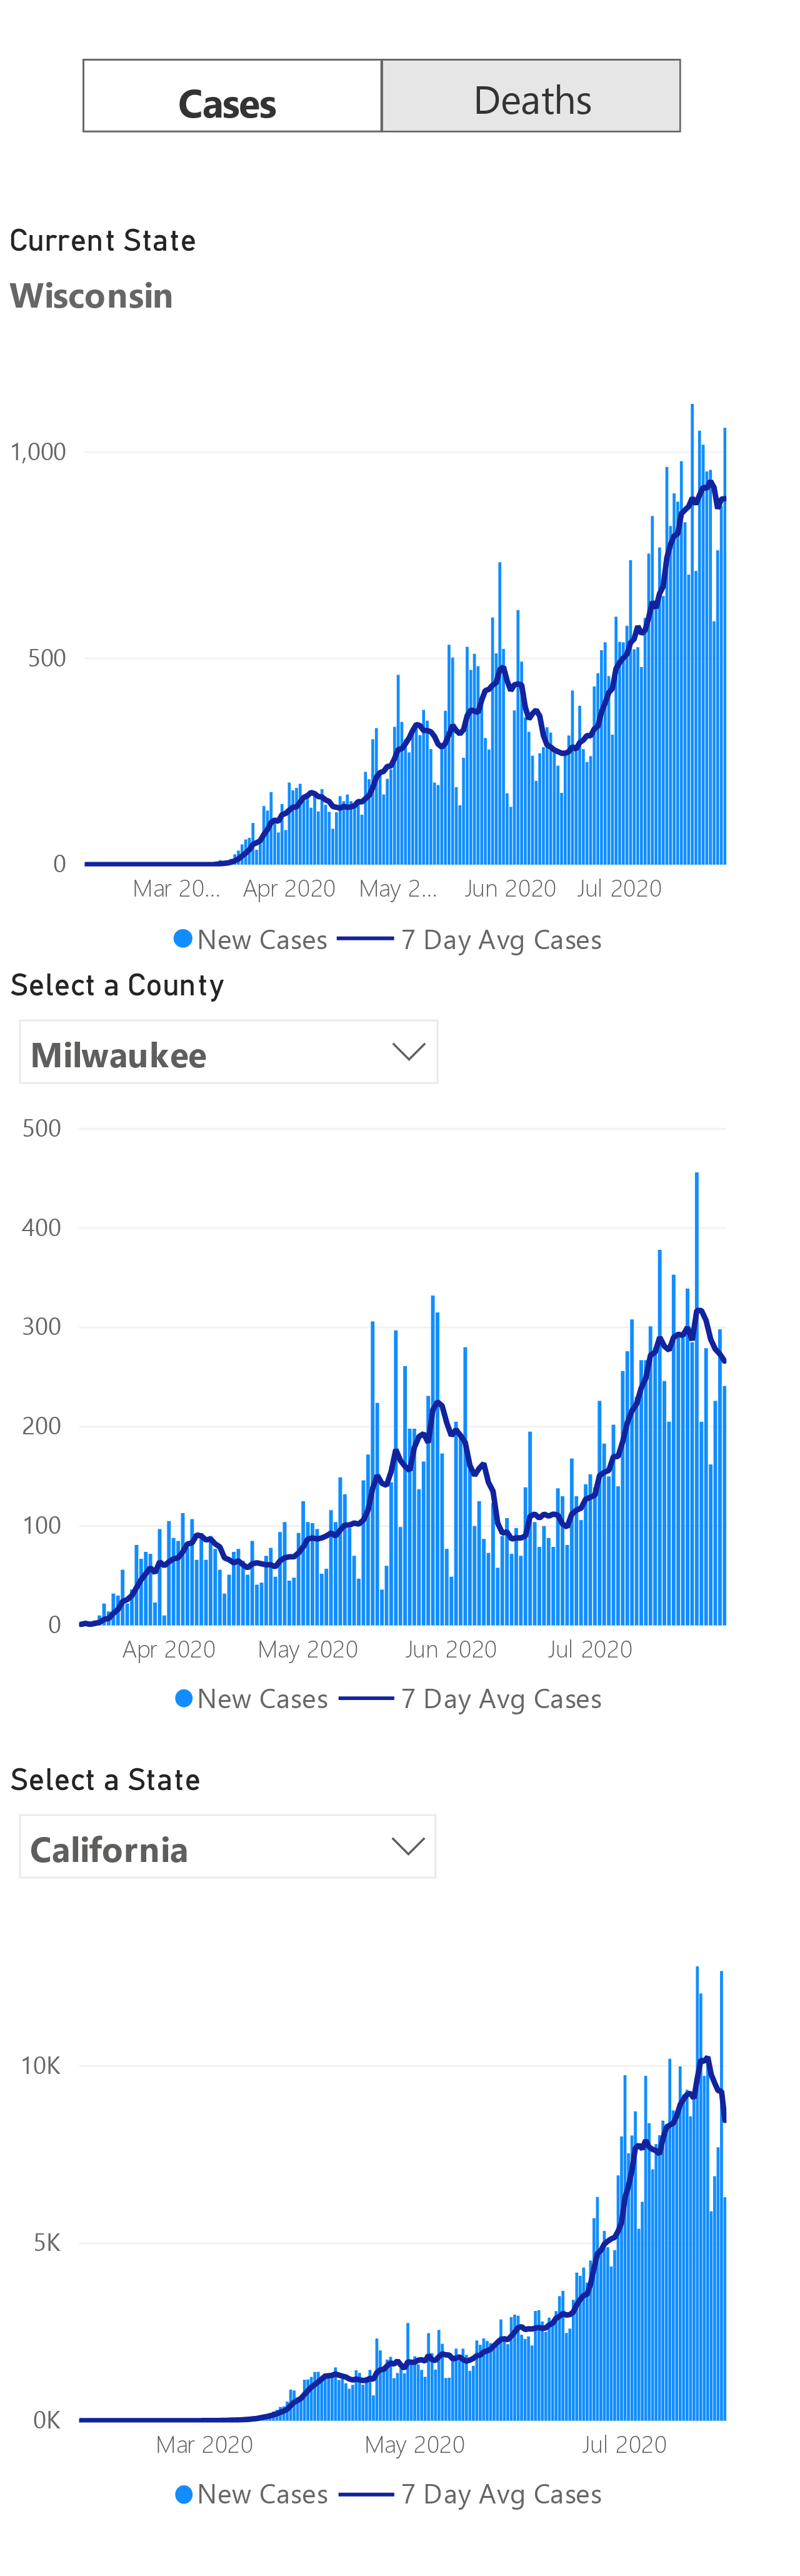 Cases Deaths
Current State
Wisconsin
1,000
500
0
Mar 20... Apr 2020 May 2... Jun 2020 Jul 2020
New Cases 7 Day Avg Cases
Select a County
Milwaukee
500
400
300
200
100
0
Apr 2020 May 2020 Jun 2020 Jul 2020
New Cases 7 Day Avg Cases
Select a State
California
10K
5K
0K
Mar 2020 May 2020 Jul 2020
New Cases 7 Day Avg Cases